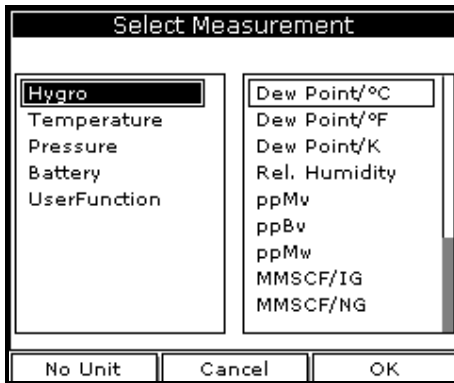 Select Measurement
Hygro
Temperature
Pressure
Battery
UserFunction
Dew Point/°C
Dew Point/°F
Dew Point/K
Rel. Humidity
ppMv
ppBv
ppMw
MMSCF/IG
MMSCF/NG
No Unit
Cancel
OK